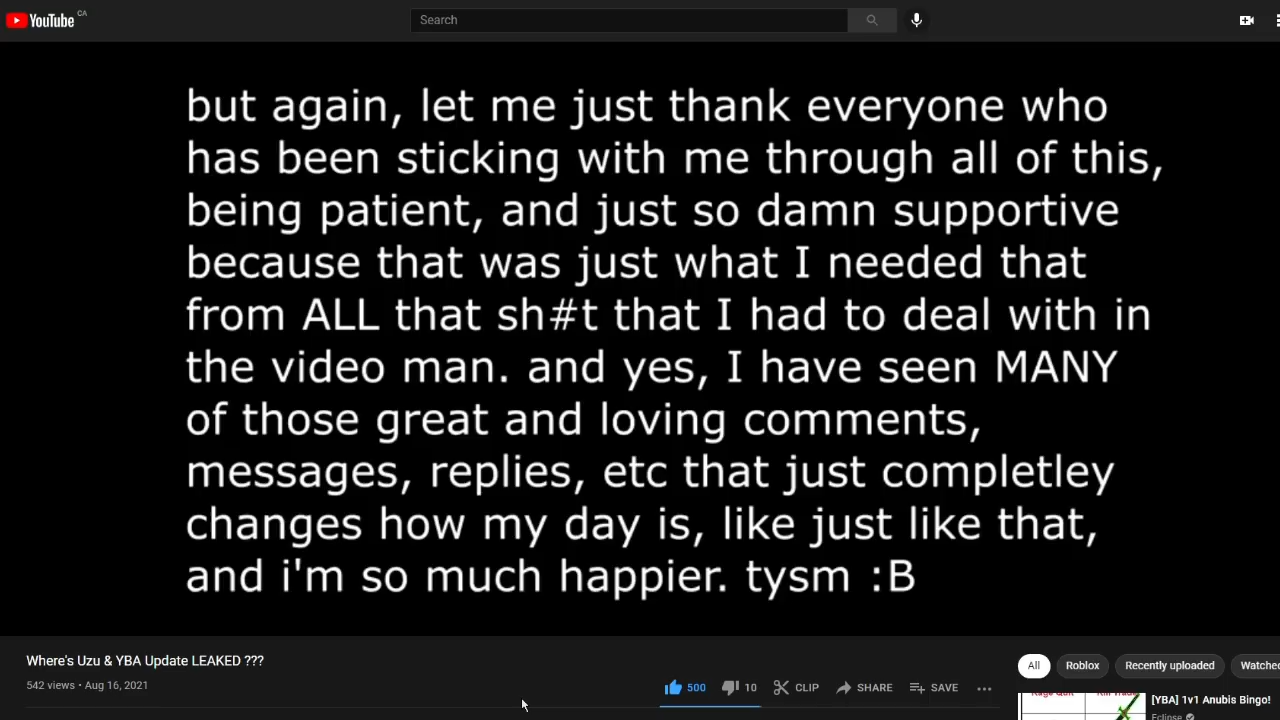 YouTube CA
Search
but again, let me just thank everyone who
has been sticking with me through all of this,
being patient, and just so damn supportive
because that was just what I needed that
from ALL that sh#t that I had to deal with in
the video man. and yes, I have seen MANY
of those great and loving comments,
messages, replies, etc that just completley
changes how my day is, like just like that,
and i'm so much happier. tysm :B
Where's Uzu & YBA Update LEAKED ???
542 views • Aug 16, 2021
500
10
CLIP
SHARE
SAVE
All
Roblox
Recently uploaded
Watched
[YBA] 1v1 Anubis Bingo!
Eclipse